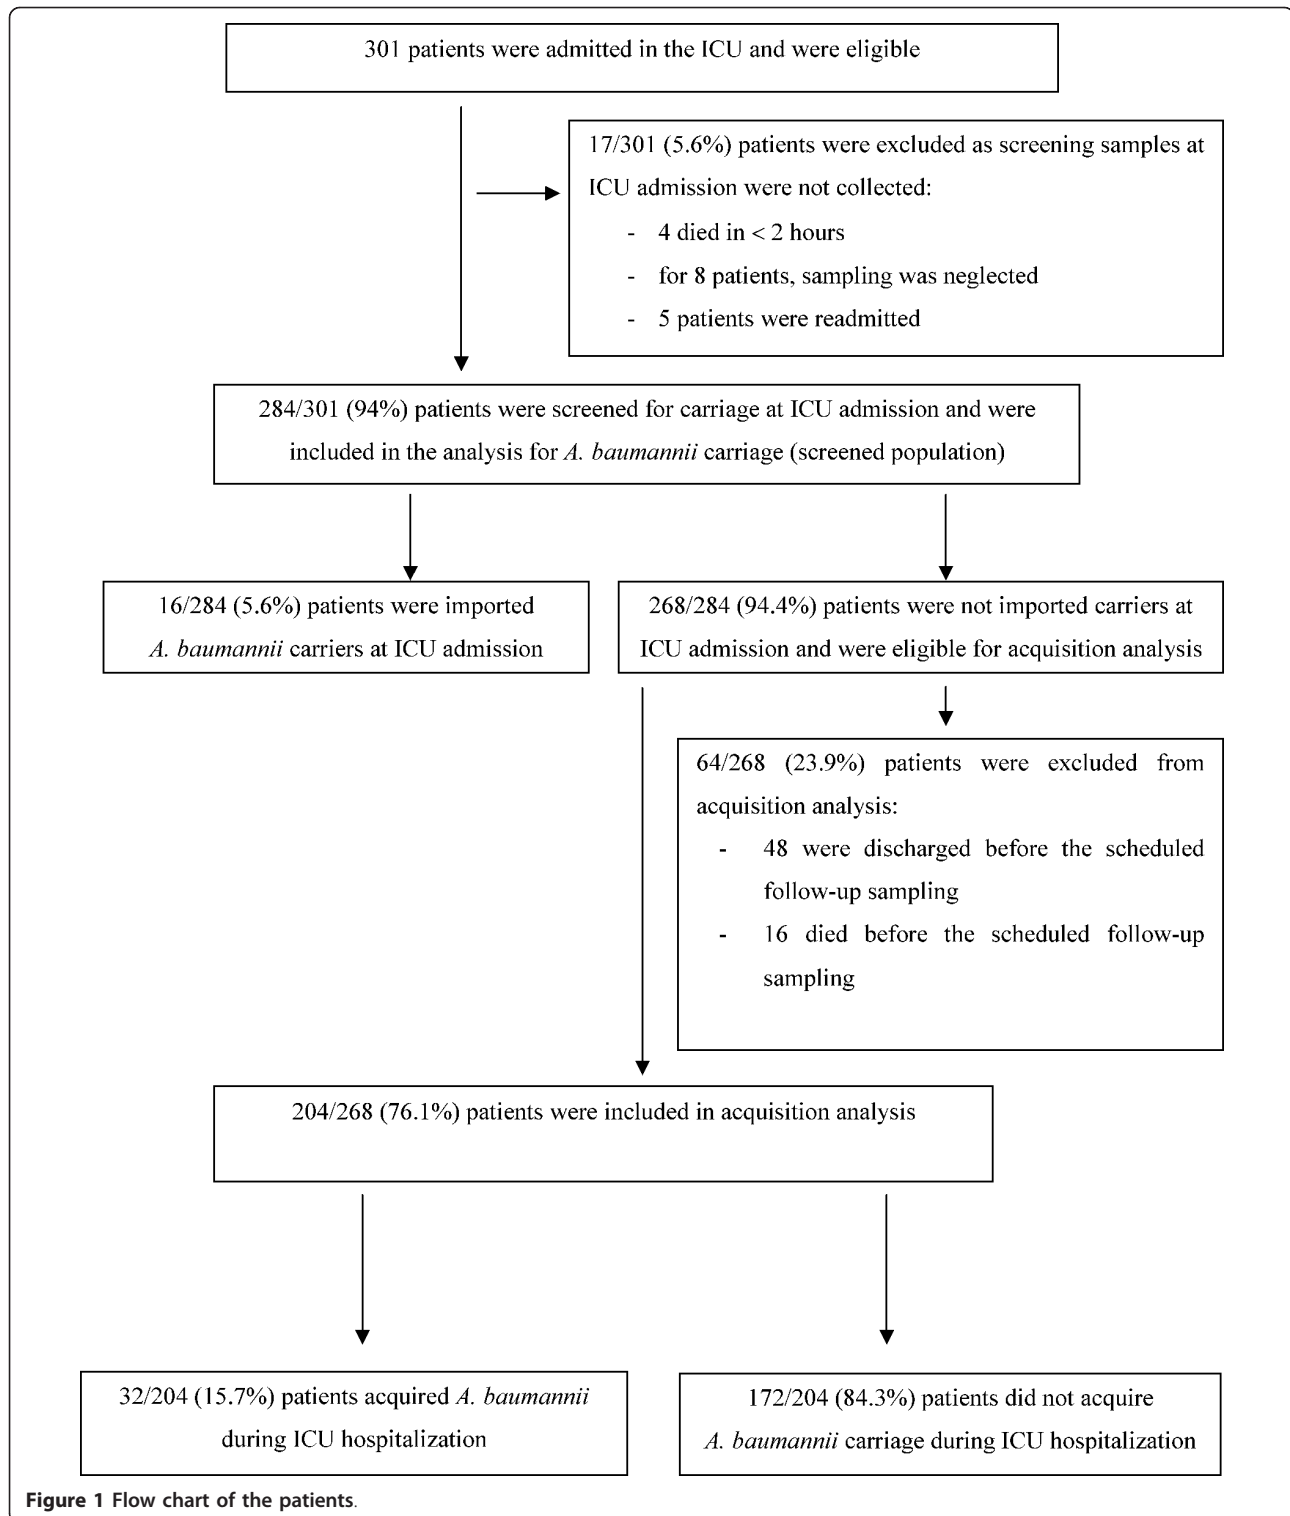 301 patients were admitted in the ICU and were eligible
17/301 (5.6%) patients were excluded as screening samples at
ICU admission were not collected:
- 4 died in < 2 hours
- for 8 patients, sampling was neglected
- 5 patients were readmitted
284/301 (94%) patients were screened for carriage at ICU admission and were
included in the analysis for A. baumannii carriage (screened population)
16/284 (5.6%) patients were imported
A. baumannii carriers at ICU admission
268/284 (94.4%) patients were not imported carriers at
ICU admission and were eligible for acquisition analysis
64/268 (23.9%) patients were excluded from
acquisition analysis:
- 48 were discharged before the scheduled
follow-up sampling
- 16 died before the scheduled follow-up
sampling
204/268 (76.1%) patients were included in acquisition analysis
32/204 (15.7%) patients acquired A. baumannii
during ICU hospitalization
172/204 (84.3%) patients did not acquire
A. baumannii carriage during ICU hospitalization
Figure 1 Flow chart of the patients.